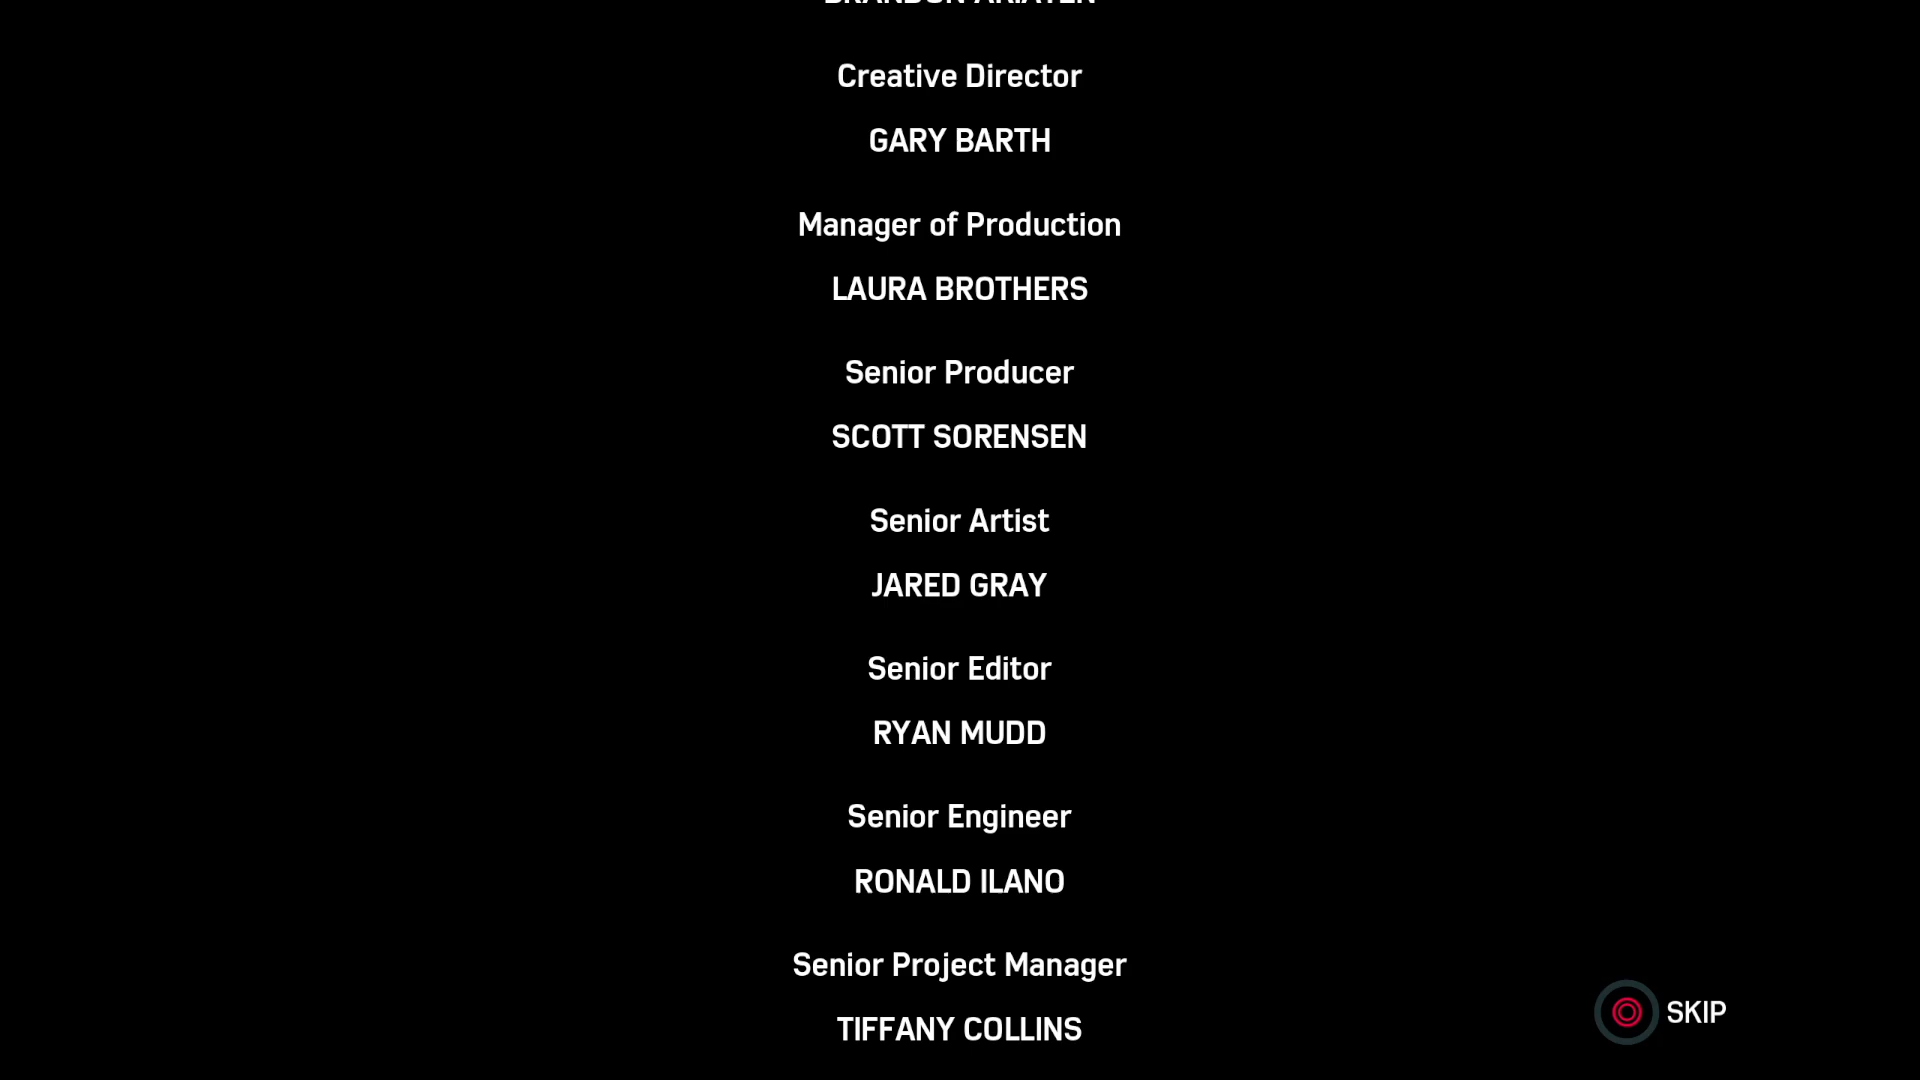 Creative Director
GARY BARTH
Manager of Production
LAURA BROTHERS
Senior Producer
SCOTT SORENSEN
Senior Artist
JARED GRAY
Senior Editor
RYAN MUDD
Senior Engineer
RONALD ILANO
Senior Project Manager
TIFFANY COLLINS
SKIP